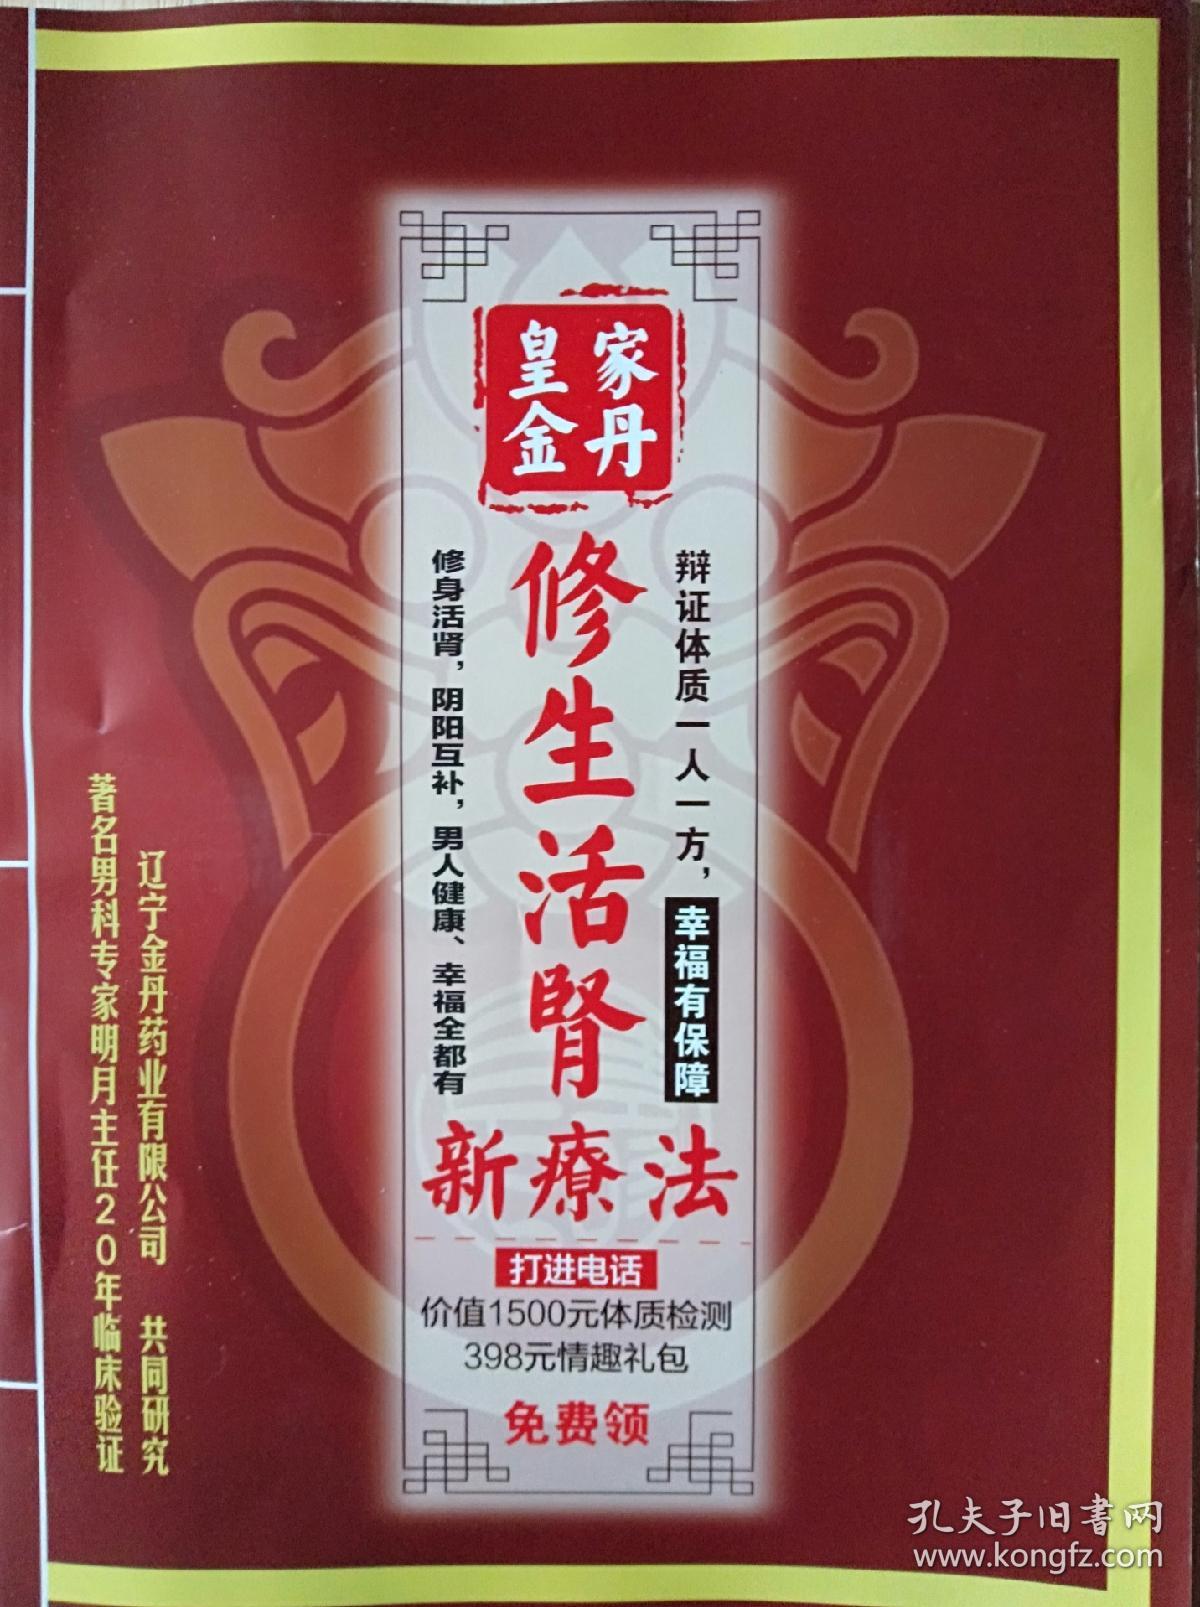 皇家
金丹
辩证体质一人一方，幸福有保障
修生活腎
修身活肾，阴阳互补，男人健康、幸福全都有
新療法
打进电话
价值1500元体质检测
398元情趣礼包
免费领
辽宁金丹药业有限公司 共同研究
著名男科专家明月主任20年临床验证
孔夫子旧書网
www.kongfz.com